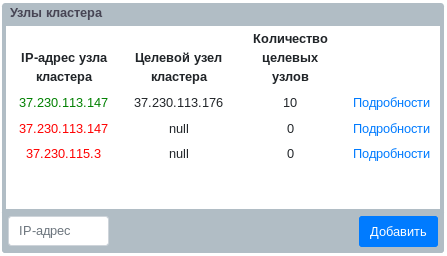 Узлы кластера
IP-адрес узла кластера Целевой узел кластера Количество целевых узлов
37.230.113.147 37.230.113.176 10 Подробности
37.230.113.147 null 0 Подробности
37.230.115.3 null 0 Подробности
IP-адрес Добавить